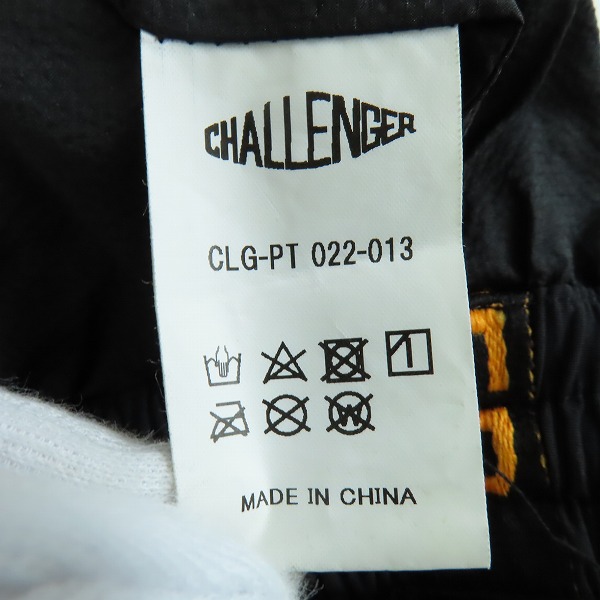 CHALLENGER
CLG-PT 022-013
W
MADE IN CHINA